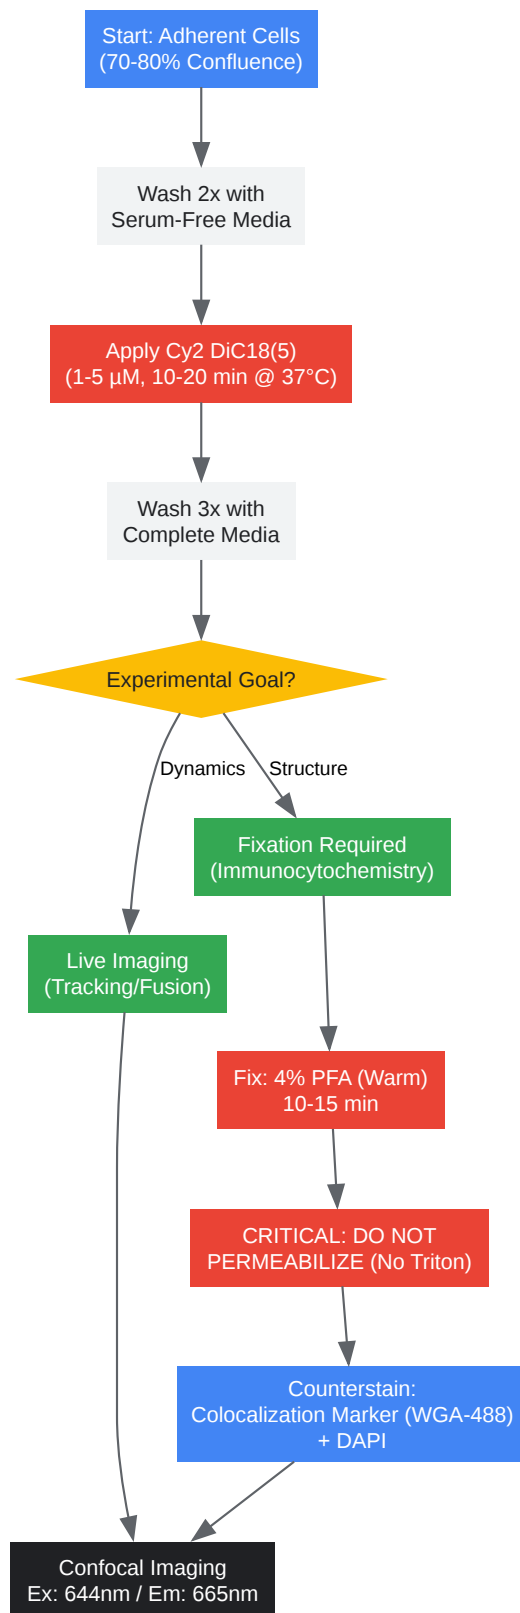 Start: Adherent Cells
(70-80% Confluence)
Wash 2x with
Serum-Free Media
Apply Cy2 DiC18(5)
(1-5 µM, 10-20 min @ 37°C)
Wash 3x with
Complete Media
Experimental Goal?
Dynamics
Structure
Fixation Required
(Immunocytochemistry)
Live Imaging
(Tracking/Fusion)
Fix: 4% PFA (Warm)
10-15 min
CRITICAL: DO NOT
PERMEABILIZE (No Triton)
Counterstain:
Colocalization Marker (WGA-488)
+ DAPI
Confocal Imaging
Ex: 644nm / Em: 665nm